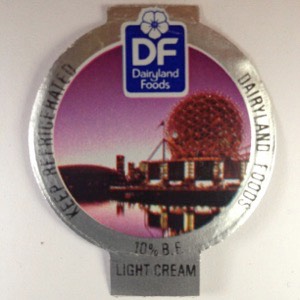 DF
Dairyland
Foods
KEEP REFRIGERATED
DAIRYLAND FOODS
10% B.F.
LIGHT CREAM